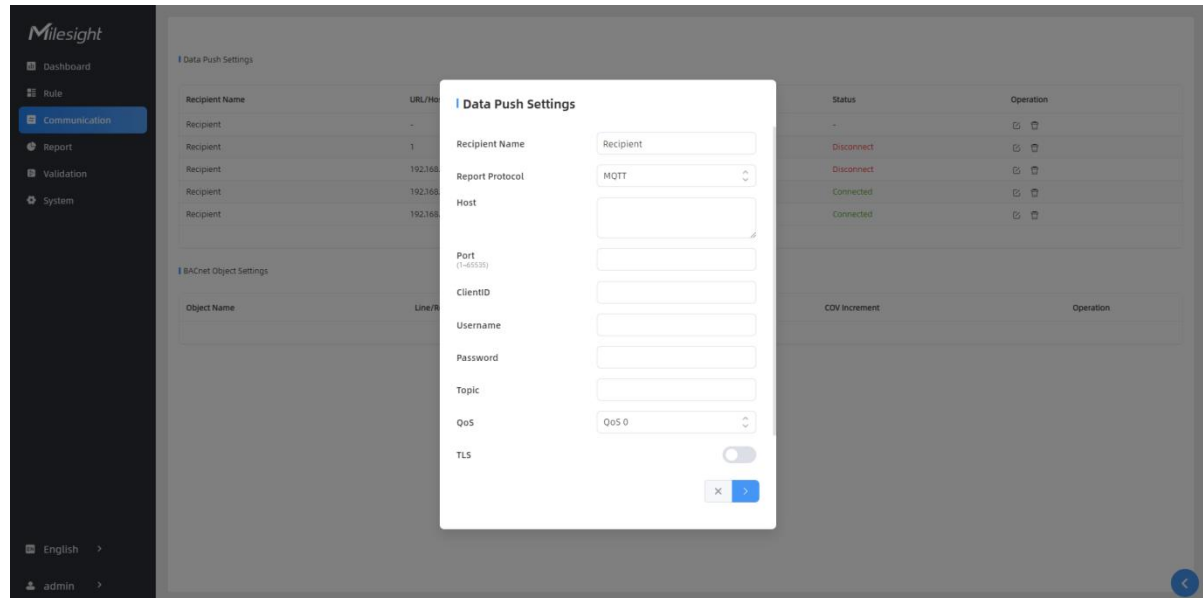 Milesight
Dashboard
Rule
Communication
Report
Validation
System
English
admin
Data Push Settings
Recipient Name URL/Ho Status Operation
Recipient - -
Recipient 1 Disconnect
Recipient 192.168. Disconnect
Recipient 192.168. Connected
Recipient 192.168. Connected
BACnet Object Settings
Object Name Line/R COV Increment Operation
Data Push Settings
Recipient Name Recipient
Report Protocol MQTT
Host
Port
(1~65535)
ClientID
Username
Password
Topic
QoS QoS 0
TLS